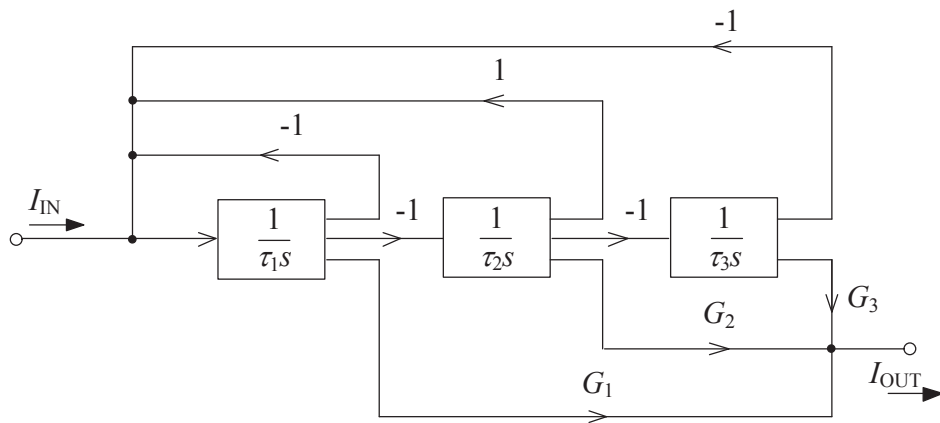 -1
1
-1
I_IN
1/τ₁s
-1
1/τ₂s
-1
1/τ₃s
G₃
G₂
G₁
I_OUT